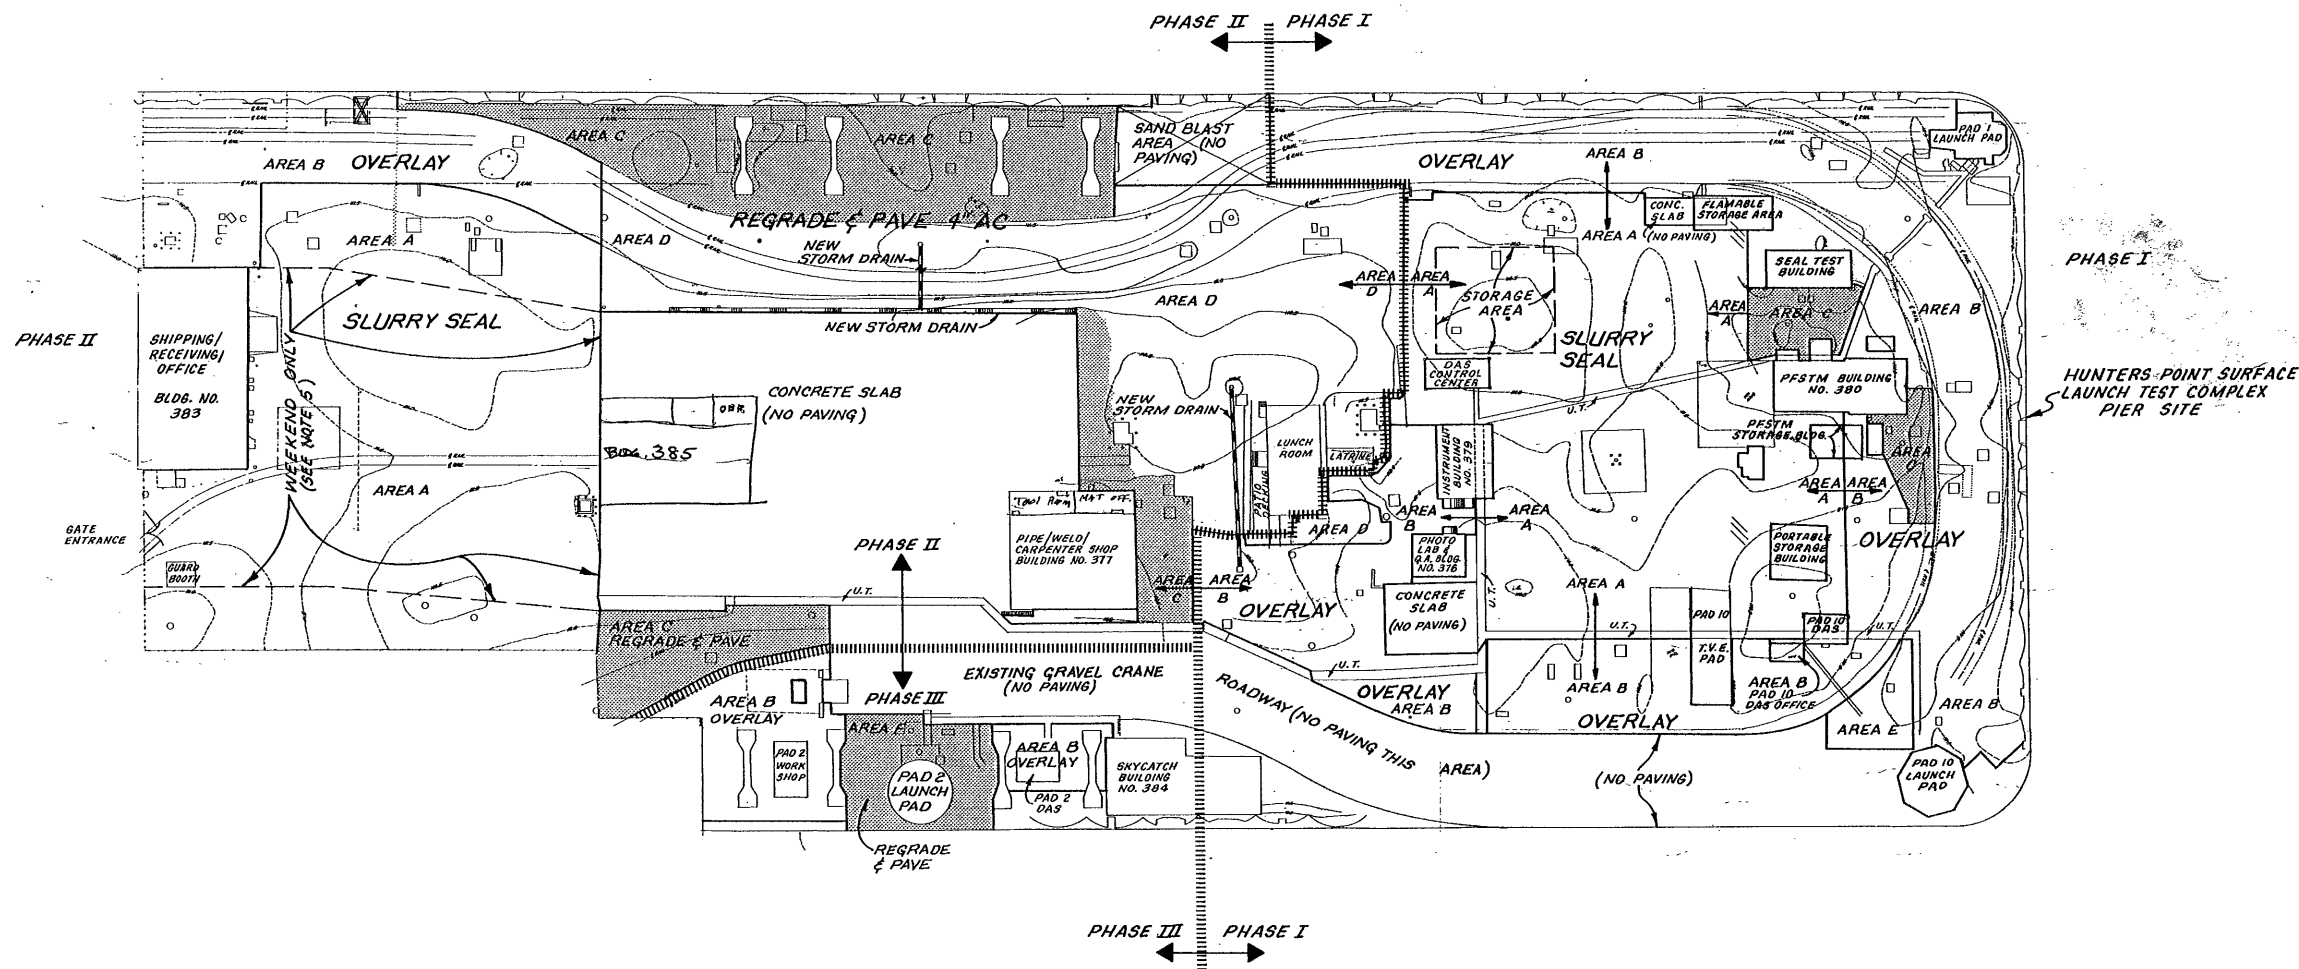 PHASE II
PHASE I
AREA C
AREA C
SAND BLAST
AREA (NO
PAVING)
PAD 1
LAUNCH PAD
AREA B
OVERLAY
OVERLAY
AREA B
REGRADE & PAVE 4" AC
CONC.
SLAB
(NO PAVING)
FLAMABLE
STORAGE AREA
AREA A
AREA A
AREA D
NEW
STORM DRAIN
SEAL TEST
BUILDING
PHASE I
AREA
D
AREA
A
STORAGE
AREA
AREA D
AREA
A
AREA C
AREA B
PHASE II
SHIPPING/
RECEIVING/
OFFICE
BLDG. NO.
383
SLURRY SEAL
NEW STORM DRAIN
SLURRY
SEAL
WEEKEND ONLY
(SEE NOTE 5)
CONCRETE SLAB
(NO PAVING)
OFF.
BLDG. 385
DAS
CONTROL
CENTER
PFSTM BUILDING
NO. 380
U.T.
HUNTERS POINT SURFACE
LAUNCH TEST COMPLEX
PIER SITE
NEW
STORM DRAIN
LUNCH
ROOM
LATRINE
PATIO
DECKING
INSTRUMENT
BUILDING
NO. 379
PFSTM
STORAGE BLDG.
AREA
C
AREA
A
AREA
B
AREA A
Tool Room
MAT OFF.
GATE
ENTRANCE
GUARD
BOOTH
PHASE II
PIPE/WELD/
CARPENTER SHOP
BUILDING NO. 377
AREA D
AREA
B
AREA
A
PHOTO
LAB &
Q.A. BLDG.
NO. 376
PORTABLE
STORAGE
BUILDING
OVERLAY
AREA
C
AREA
B
OVERLAY
CONCRETE
SLAB
(NO PAVING)
U.T.
AREA A
U.T.
PAD 10
PAD 10
DAS
U.T.
U.T.
AREA C
REGRADE & PAVE
EXISTING GRAVEL CRANE
(NO PAVING)
PHASE III
U.T.
OVERLAY
AREA B
AREA B
OVERLAY
T.V.E.
PAD
AREA B
PAD 10
DAS OFFICE
AREA B
AREA E
AREA B
OVERLAY
ROADWAY (NO PAVING THIS
AREA)
(NO PAVING)
PAD 2
WORK
SHOP
PAD 2
LAUNCH
PAD
AREA B
OVERLAY
PAD 2
DAS
SKYCATCH
BUILDING
NO. 384
PAD 10
LAUNCH
PAD
REGRADE
& PAVE
PHASE III
PHASE I